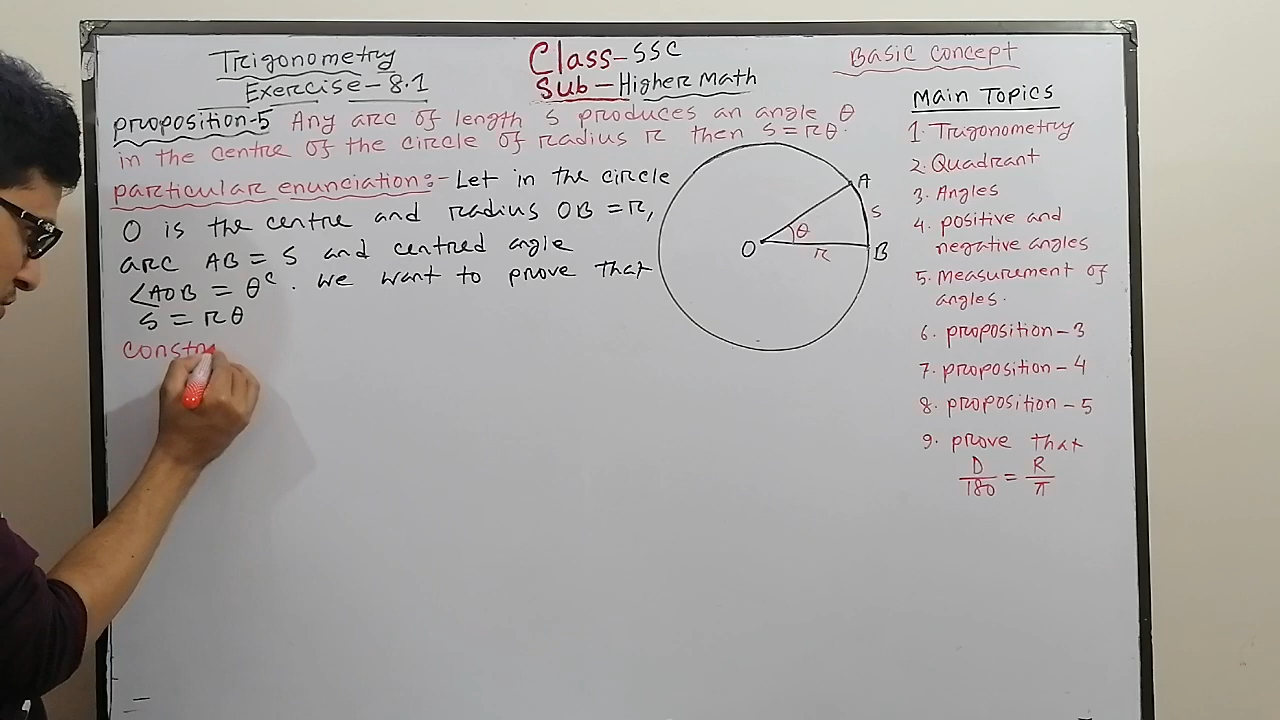 Trigonometry
Exercise-8.1
Class-SSC
Sub-Higher Math
Basic Concept
proposition-5 Any arc of length s produces an angle θ
in the centre of the circle of radius r then s=rθ.
particular enunciation:- Let in the circle
O is the centre and radius OB = r,
arc AB = s and centred angle
∠AOB = θᶜ. we want to prove that
s = rθ
constr
A
s
θ
O
r
B
Main Topics
1. Trigonometry
2. Quadrant
3. Angles
4. positive and
negative angles
5. Measurement of
angles.
6. proposition-3
7. proposition-4
8. proposition-5
9. prove that
D/180 = R/π